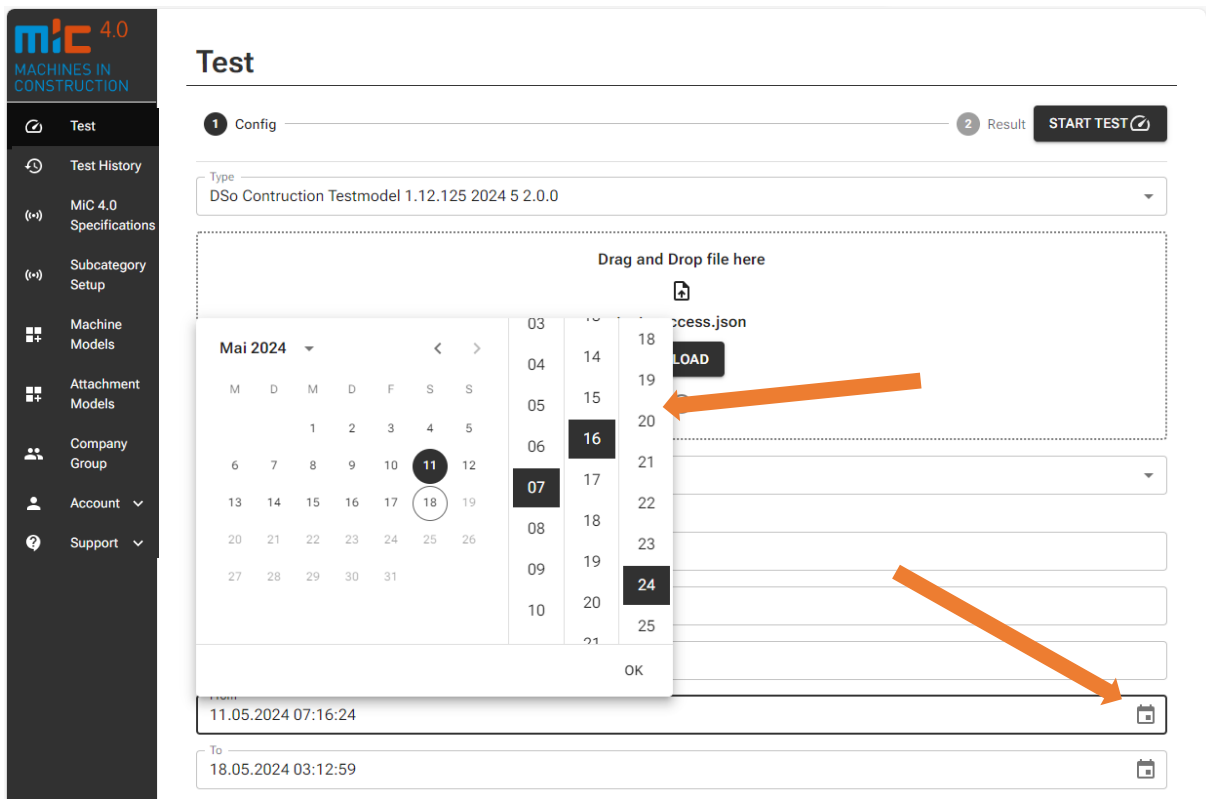 mic 4.0
MACHINES IN
CONSTRUCTION
Test
Test History
MiC 4.0
Specifications
Subcategory
Setup
Machine
Models
Attachment
Models
Company
Group
Account
Support
Test
1 Config
2 Result
START TEST
Type
DSo Contruction Testmodel 1.12.125 2024 5 2.0.0
Drag and Drop file here
ccess.json
LOAD
Mai 2024
M D M D F S S
1 2 3 4 5
6 7 8 9 10 11 12
13 14 15 16 17 18 19
20 21 22 23 24 25 26
27 28 29 30 31
03
04
05
06
07
08
09
10
14
15
16
17
18
19
20
21
18
19
20
21
22
23
24
25
OK
From
11.05.2024 07:16:24
To
18.05.2024 03:12:59